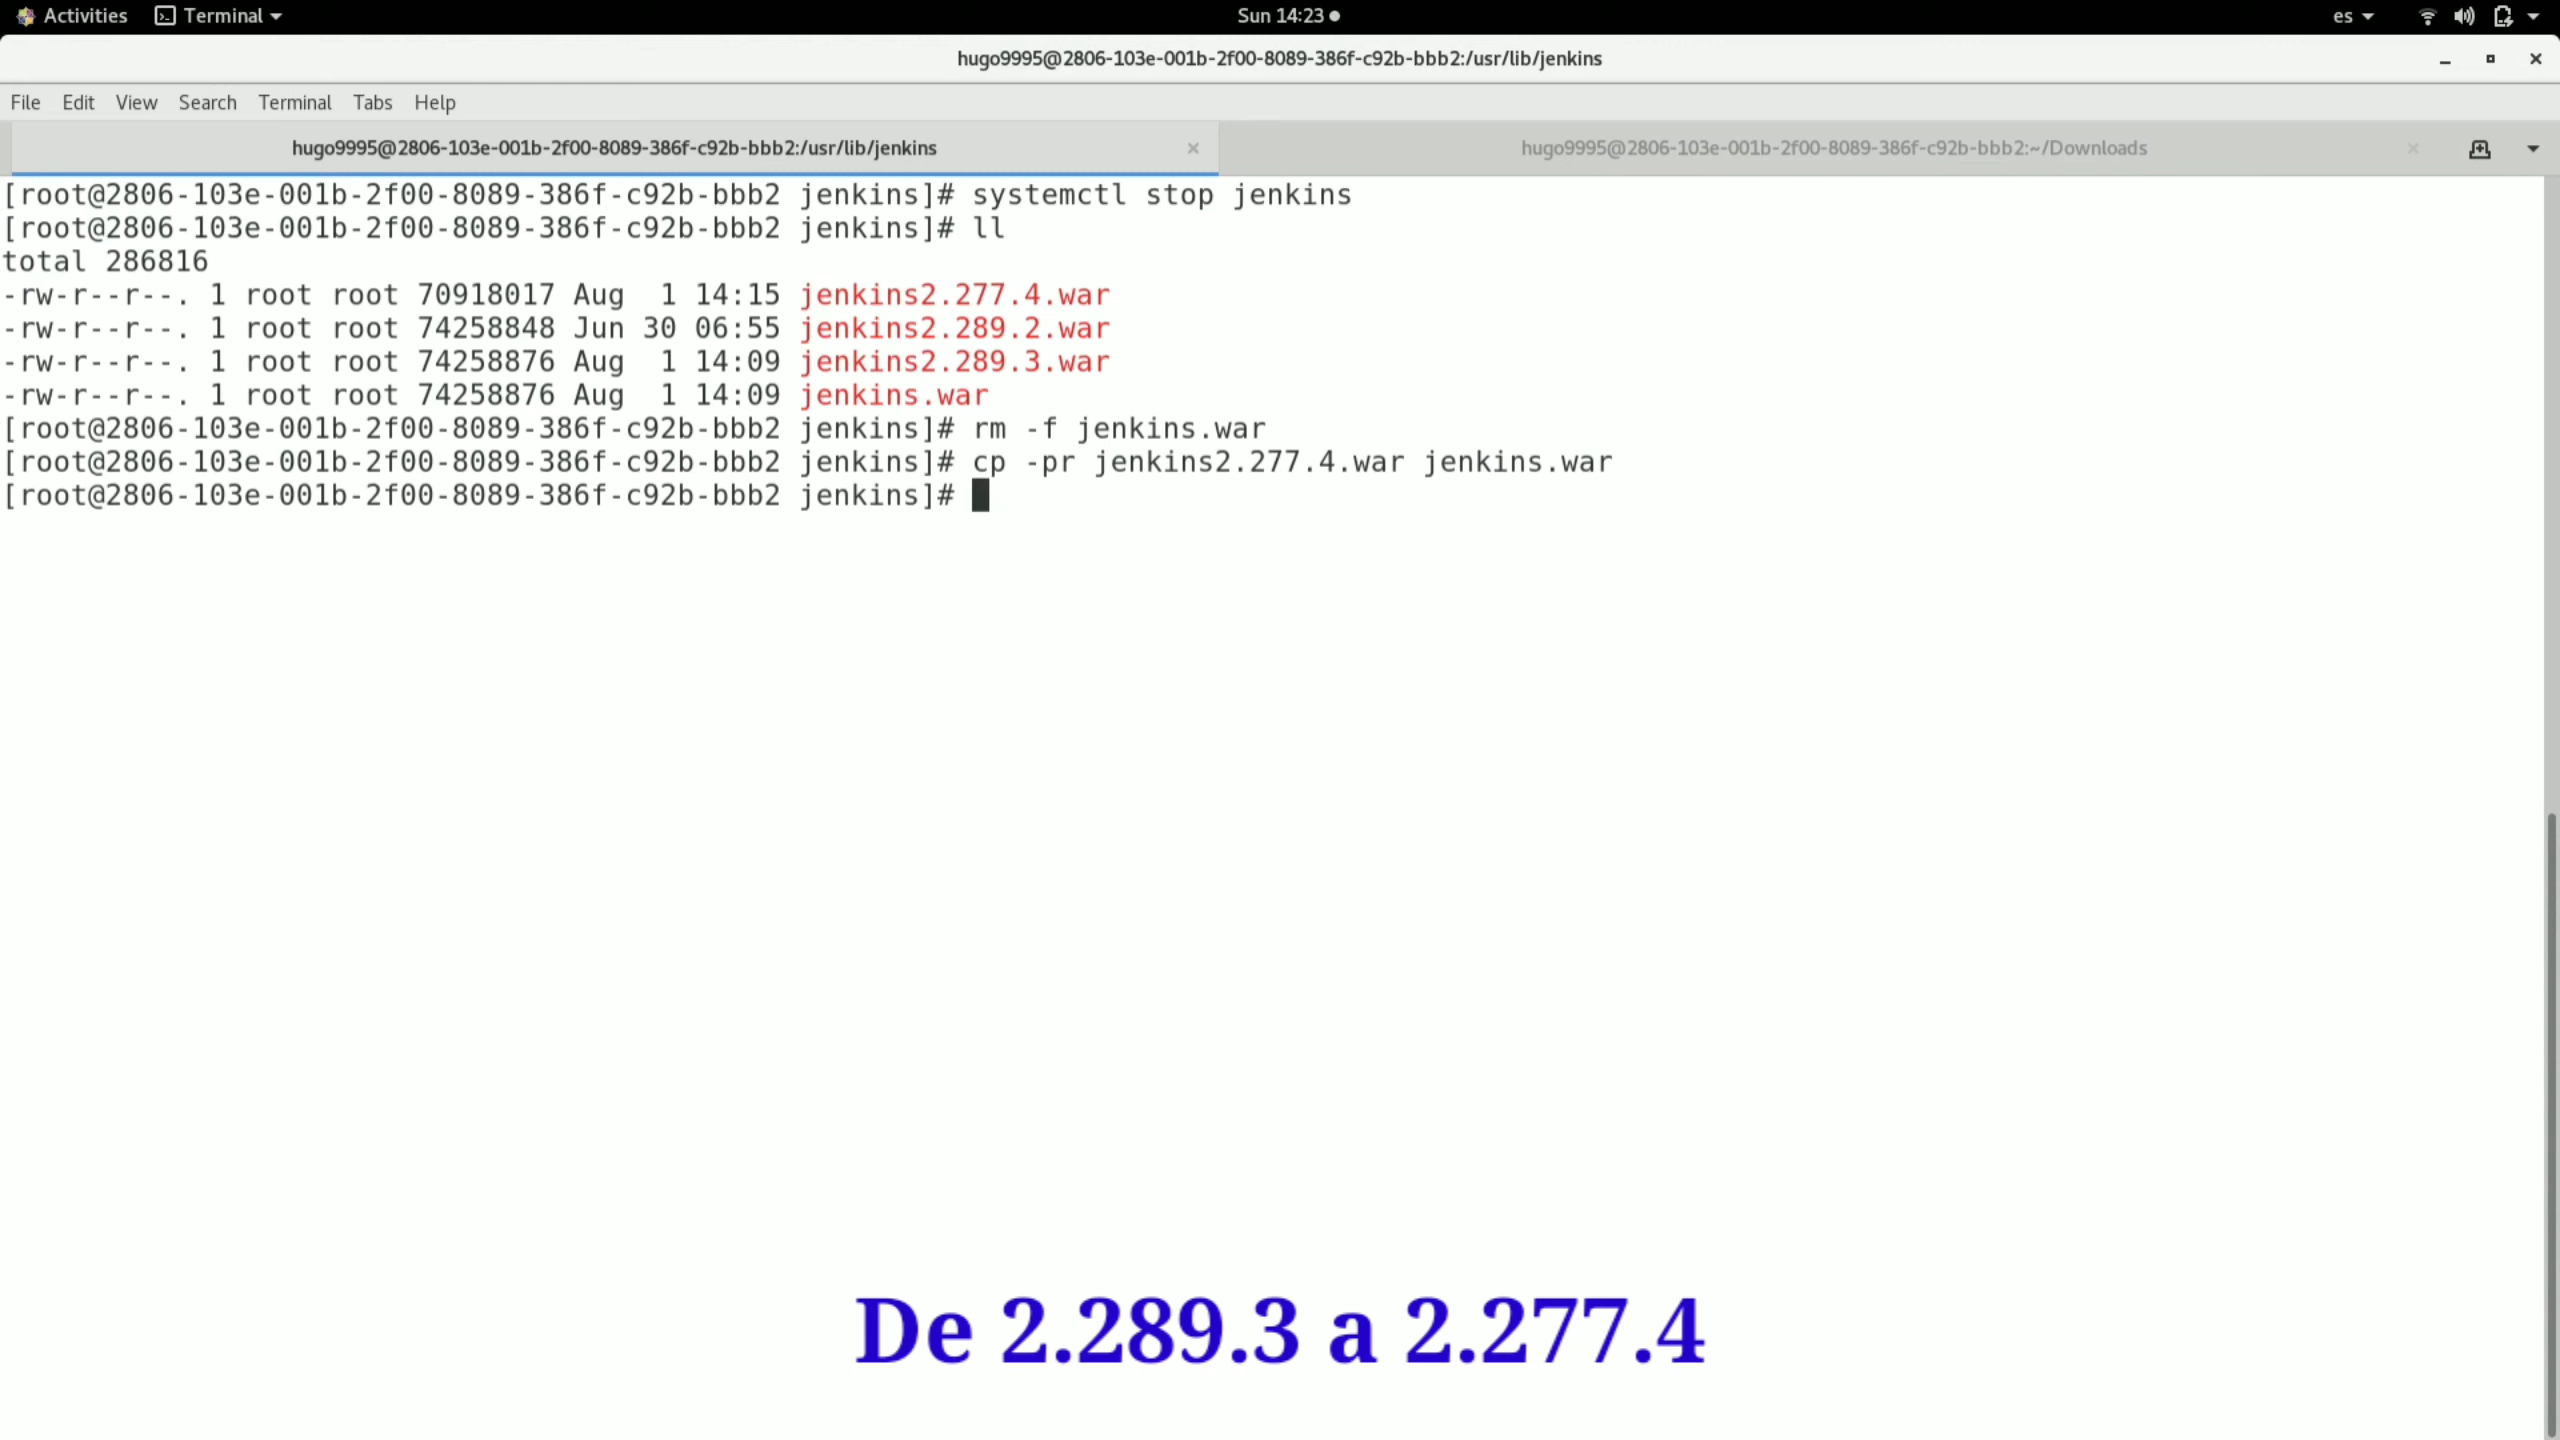 Activities Terminal Sun 14:23 es
hugo9995@2806-103e-001b-2f00-8089-386f-c92b-bbb2:/usr/lib/jenkins
File Edit View Search Terminal Tabs Help
hugo9995@2806-103e-001b-2f00-8089-386f-c92b-bbb2:/usr/lib/jenkins hugo9995@2806-103e-001b-2f00-8089-386f-c92b-bbb2:~/Downloads
[root@2806-103e-001b-2f00-8089-386f-c92b-bbb2 jenkins]# systemctl stop jenkins
[root@2806-103e-001b-2f00-8089-386f-c92b-bbb2 jenkins]# ll
total 286816
-rw-r--r--. 1 root root 70918017 Aug  1 14:15 jenkins2.277.4.war
-rw-r--r--. 1 root root 74258848 Jun 30 06:55 jenkins2.289.2.war
-rw-r--r--. 1 root root 74258876 Aug  1 14:09 jenkins2.289.3.war
-rw-r--r--. 1 root root 74258876 Aug  1 14:09 jenkins.war
[root@2806-103e-001b-2f00-8089-386f-c92b-bbb2 jenkins]# rm -f jenkins.war
[root@2806-103e-001b-2f00-8089-386f-c92b-bbb2 jenkins]# cp -pr jenkins2.277.4.war jenkins.war
[root@2806-103e-001b-2f00-8089-386f-c92b-bbb2 jenkins]#
De 2.289.3 a 2.277.4